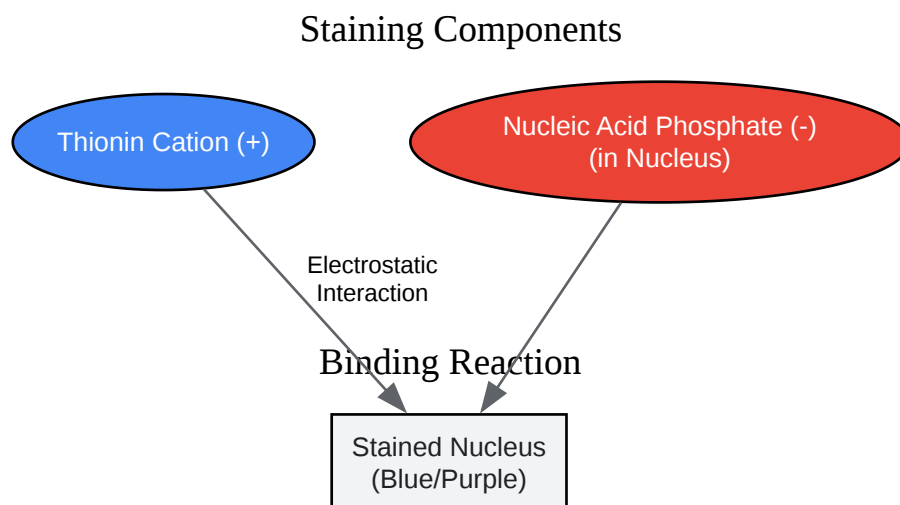 Staining Components
Thionin Cation (+)
Nucleic Acid Phosphate (-)
(in Nucleus)
Electrostatic
Interaction
Binding Reaction
Stained Nucleus
(Blue/Purple)